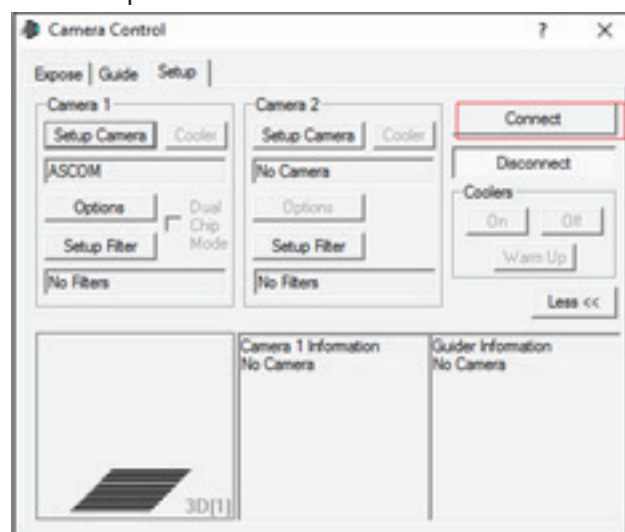 Camera Control ? ×
Expose Guide Setup
Camera 1
Setup Camera Cooler
ASCOM
Options
Dual
Chip
Mode
Setup Filter
No Filters
Camera 2
Setup Camera Cooler
No Camera
Options
Setup Filter
No Filters
Connect
Disconnect
Coolers
On Off
Warm Up
Less <<
3D[1]
Camera 1 Information
No Camera
Guider Information
No Camera